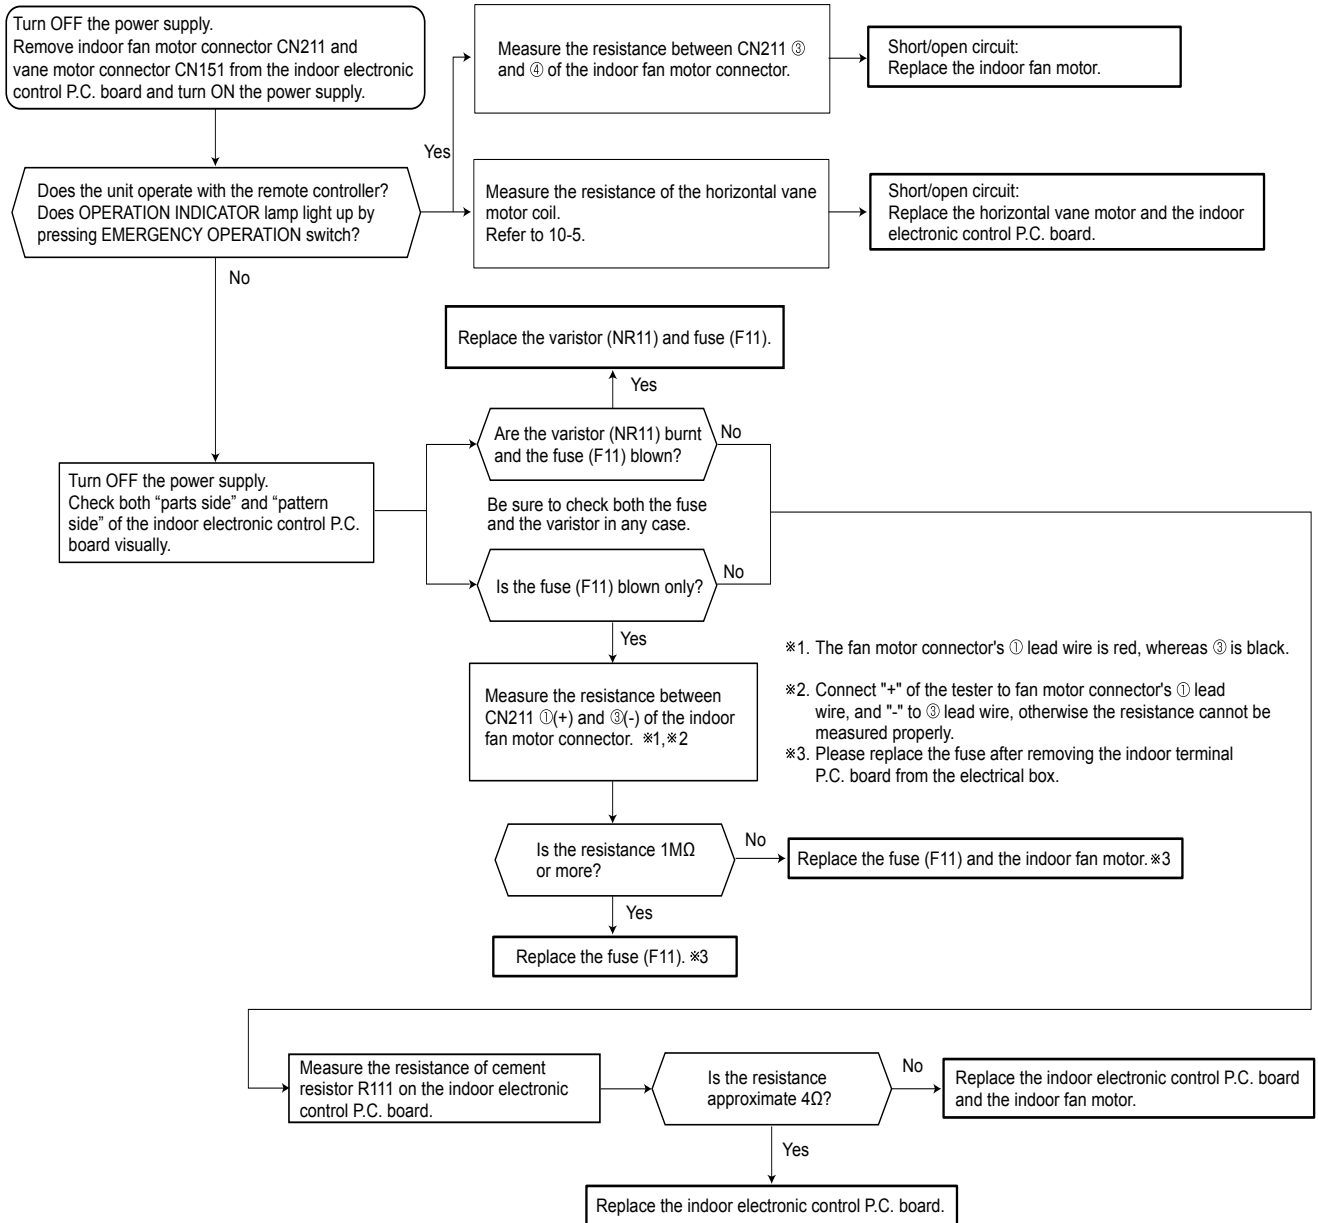 Turn OFF the power supply.
Remove indoor fan motor connector CN211 and
vane motor connector CN151 from the indoor electronic
control P.C. board and turn ON the power supply.
Does the unit operate with the remote controller?
Does OPERATION INDICATOR lamp light up by
pressing EMERGENCY OPERATION switch?
Yes
Measure the resistance between CN211 ③
and ④ of the indoor fan motor connector.
Short/open circuit:
Replace the indoor fan motor.
Measure the resistance of the horizontal vane
motor coil.
Refer to 10-5.
Short/open circuit:
Replace the horizontal vane motor and the indoor
electronic control P.C. board.
No
Turn OFF the power supply.
Check both “parts side” and “pattern
side” of the indoor electronic control P.C.
board visually.
Replace the varistor (NR11) and fuse (F11).
Yes
Are the varistor (NR11) burnt
and the fuse (F11) blown?
No
Be sure to check both the fuse
and the varistor in any case.
Is the fuse (F11) blown only?
No
Yes
Measure the resistance between
CN211 ①(+) and ③(-) of the indoor
fan motor connector. ※1,※2
※1. The fan motor connector's ① lead wire is red, whereas ③ is black.
※2. Connect "+" of the tester to fan motor connector's ① lead
wire, and "-" to ③ lead wire, otherwise the resistance cannot be
measured properly.
※3. Please replace the fuse after removing the indoor terminal
P.C. board from the electrical box.
Is the resistance 1MΩ
or more?
No
Replace the fuse (F11) and the indoor fan motor.※3
Yes
Replace the fuse (F11). ※3
Measure the resistance of cement
resistor R111 on the indoor electronic
control P.C. board.
Is the resistance
approximate 4Ω?
No
Replace the indoor electronic control P.C. board
and the indoor fan motor.
Yes
Replace the indoor electronic control P.C. board.